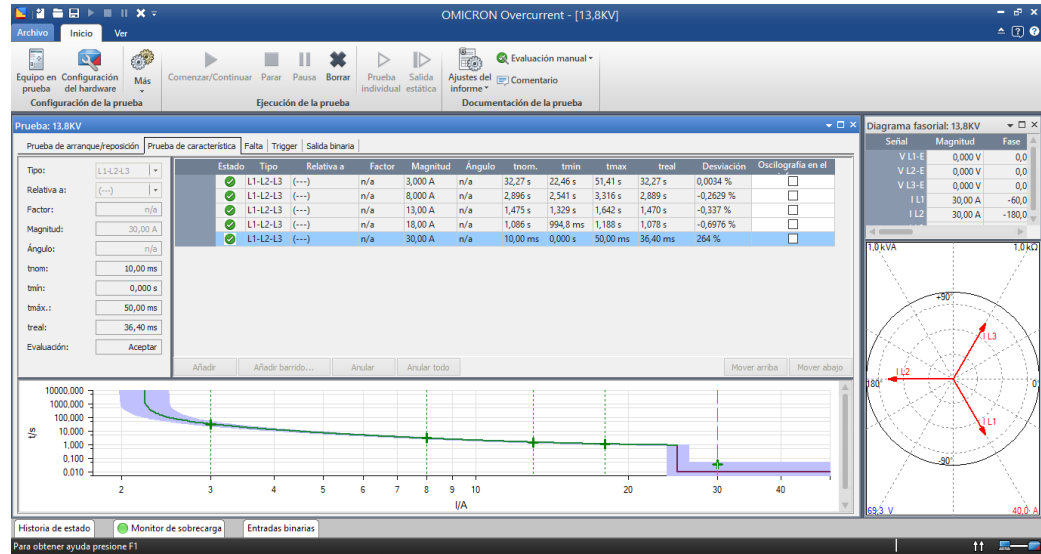 OMICRON Overcurrent - [13,8KV]
Archivo Inicio Ver
Equipo en prueba
Configuración del hardware
Más
Comenzar/Continuar Parar Pausa Borrar
Prueba individual
Salida estática
Ajustes del informe
Evaluación manual
Comentario
Configuración de la prueba Ejecución de la prueba Documentación de la prueba
Prueba: 13,8KV
Prueba de arranque/reposición Prueba de característica Falta Trigger Salida binaria
Tipo: L1-L2-L3
Relativa a: (---)
Factor: n/a
Magnitud: 30,00 A
Ángulo: n/a
tnom: 10,00 ms
tmín: 0,000 s
tmáx.: 50,00 ms
treal: 36,40 ms
Evaluación: Aceptar
Estado Tipo Relativa a Factor Magnitud Ángulo tnom. tmin tmax treal Desviación Oscilografía en el
L1-L2-L3 (---) n/a 3,000 A n/a 32,27 s 22,46 s 51,41 s 32,27 s 0,0034 %
L1-L2-L3 (---) n/a 8,000 A n/a 2,896 s 2,541 s 3,316 s 2,889 s -0,2629 %
L1-L2-L3 (---) n/a 13,00 A n/a 1,475 s 1,329 s 1,642 s 1,470 s -0,337 %
L1-L2-L3 (---) n/a 18,00 A n/a 1,086 s 994,8 ms 1,188 s 1,078 s -0,6976 %
L1-L2-L3 (---) n/a 30,00 A n/a 10,00 ms 0,000 s 50,00 ms 36,40 ms 264 %
Añadir Añadir barrido... Anular Anular todo Mover arriba Mover abajo
t/s
10000,000
1000,000
100,000
10,000
1,000
0,100
0,010
2 3 4 5 6 7 8 9 10 20 30 40
I/A
Diagrama fasorial: 13,8KV
Señal Magnitud Fase
V L1-E 0,000 V 0,0
V L2-E 0,000 V 0,0
V L3-E 0,000 V 0,0
I L1 30,00 A -60,0
I L2 30,00 A -180,0
1,0 kVA 1,0 kΩ
+90°
I L3
I L2
180° 0°
I L1
-90°
69,3 V 40,0 A
Historia de estado Monitor de sobrecarga Entradas binarias
Para obtener ayuda presione F1